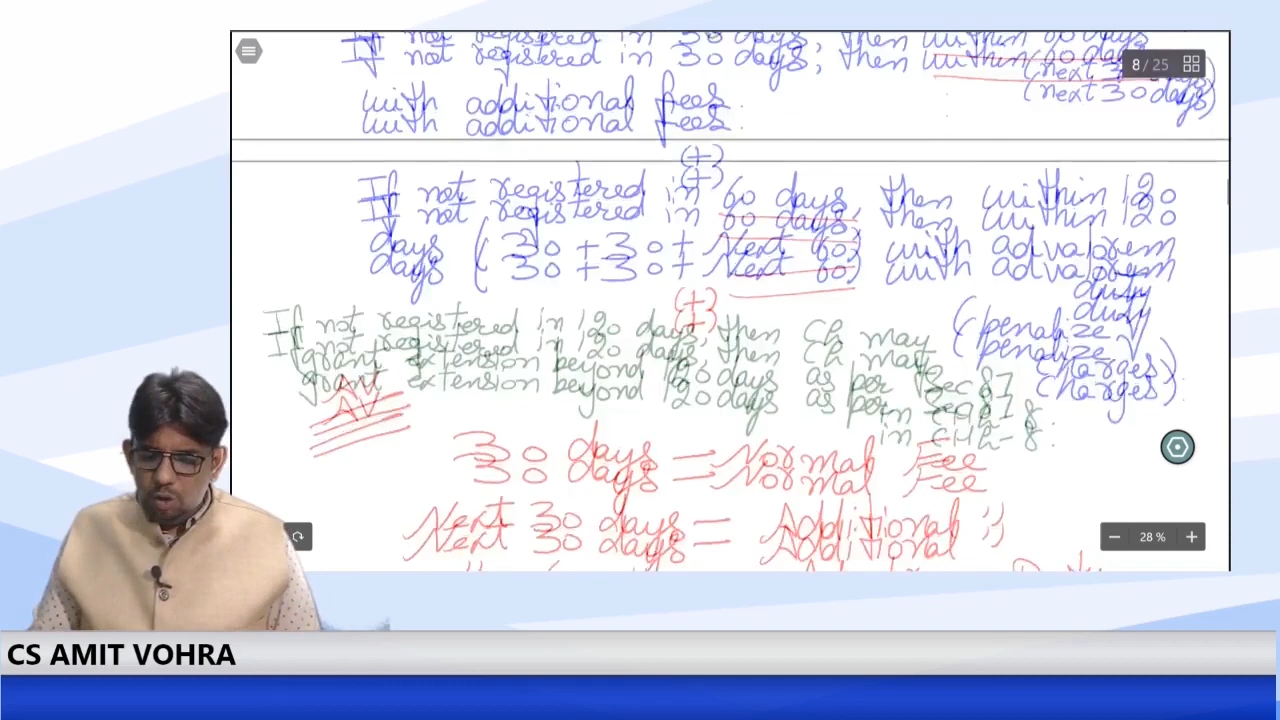 If not registered in 30 days; then within 60 days
(next 30 days)
8 / 25
with additional fees.
(+)
If not registered in 60 days, then within 120
days (30 + 30 + Next 60) with advalorem
duty
(penalize
charges)
(+)
If not registered in 120 days, then CG may
grant extension beyond 120 days as per Sec 87
in CH-8.
30 days = Normal Fee
Next 30 days = Additional "
28 %
CS AMIT VOHRA